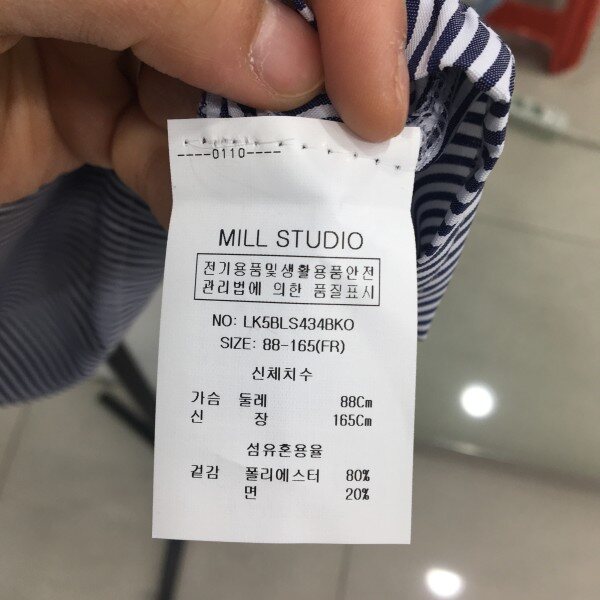 ----0110----
MILL STUDIO
전기용품및생활용품안전
관리법에 의한 품질표시
NO: LK5BLS434BKO
SIZE: 88-165(FR)
신체치수
가슴 둘레 88Cm
신 장 165Cm
섬유혼용율
겉감 폴리에스터 80%
면 20%